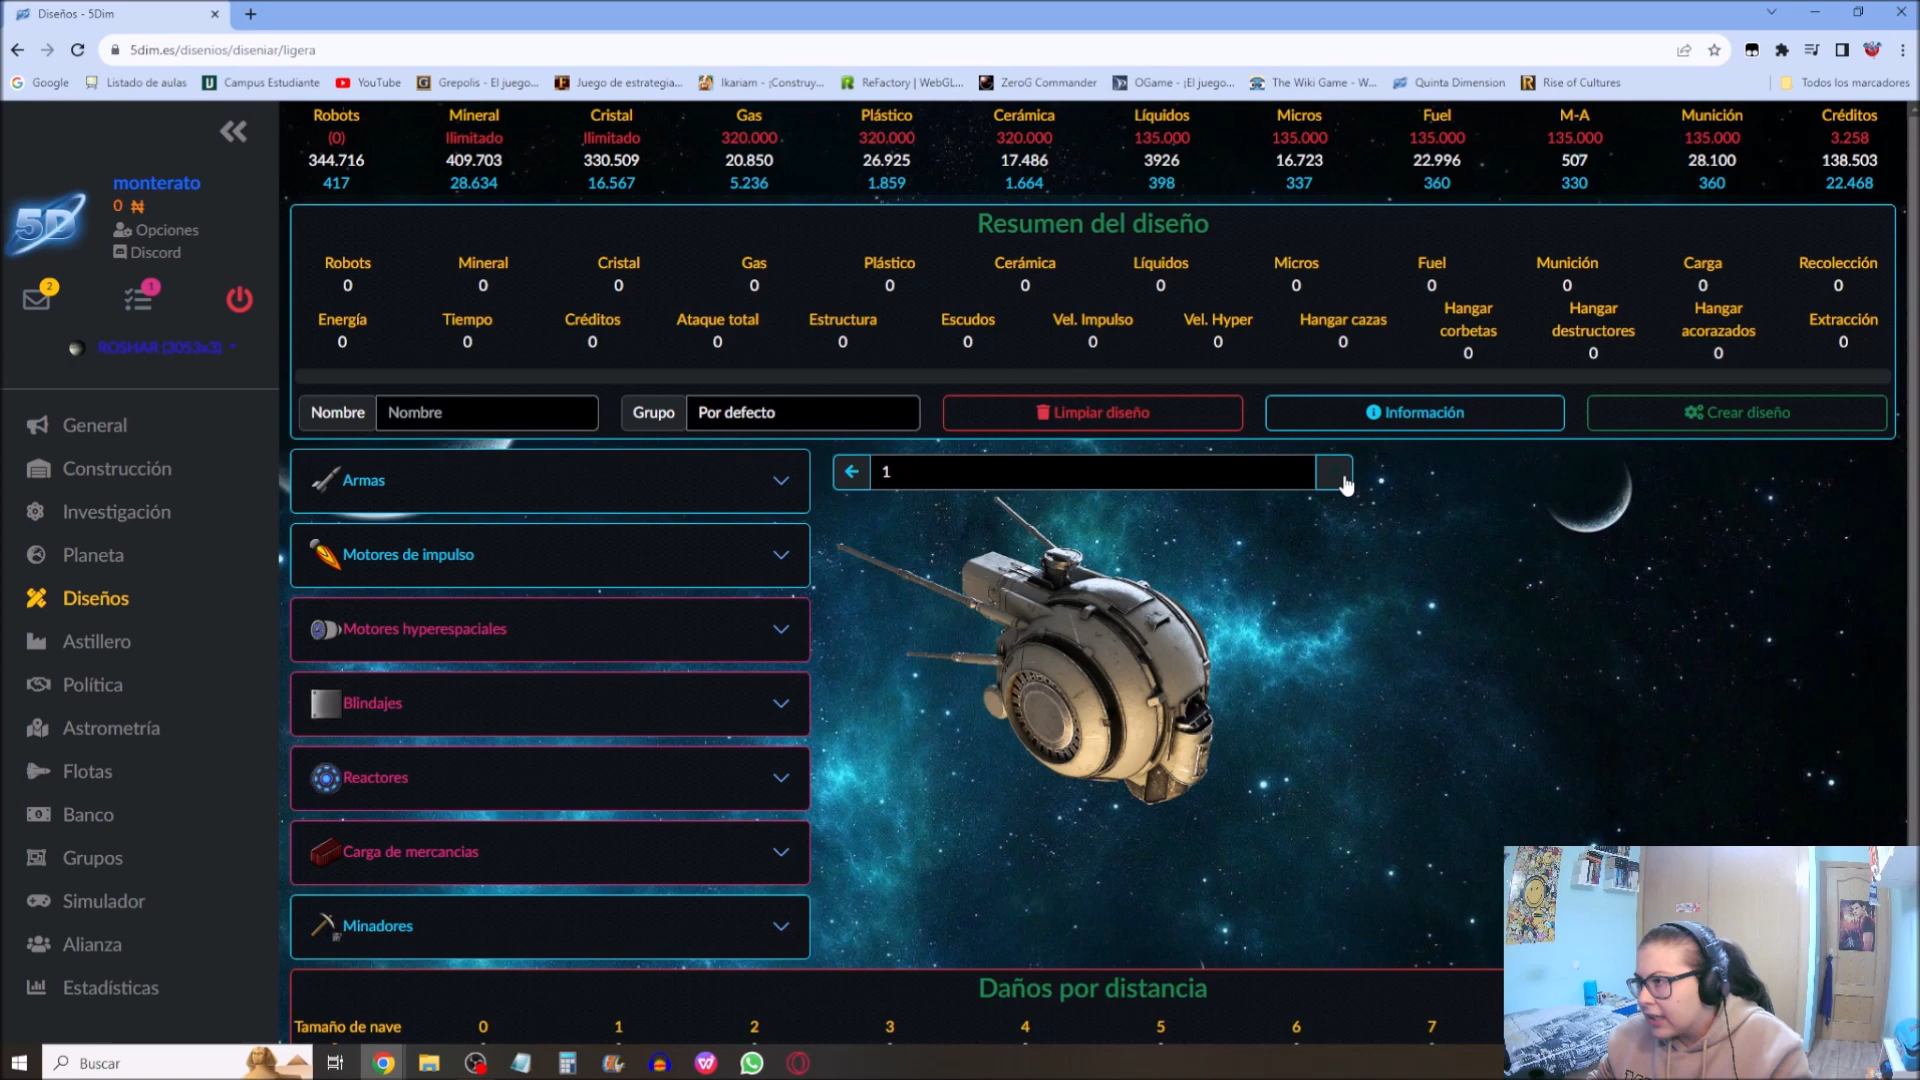 Diseños - 5Dim
5dim.es/disenios/diseniar/ligera
Google Listado de aulas Campus Estudiante YouTube Grepolis - El juego... Juego de estrategia... Ikariam - ¡Construy... ReFactory | WebGL... ZeroG Commander OGame - ¡El juego... The Wiki Game - W... Quinta Dimension Rise of Cultures Todos los marcadores
Robots Mineral Cristal Gas Plástico Cerámica Líquidos Micros Fuel M-A Munición Créditos
(0) Ilimitado Ilimitado 320.000 320.000 320.000 135.000 135.000 135.000 135.000 135.000 3.258
344.716 409.703 330.509 20.850 26.925 17.486 3926 16.723 22.996 507 28.100 138.503
417 28.634 16.567 5.236 1.859 1.664 398 337 360 330 360 22.468
5D
monterato
0
Opciones
Discord
2
1
ROSHAR (3053x3)
General
Construcción
Investigación
Planeta
Diseños
Astillero
Política
Astrometría
Flotas
Banco
Grupos
Simulador
Alianza
Estadísticas
Resumen del diseño
Robots Mineral Cristal Gas Plástico Cerámica Líquidos Micros Fuel Munición Carga Recolección
0 0 0 0 0 0 0 0 0 0 0 0
Energía Tiempo Créditos Ataque total Estructura Escudos Vel. Impulso Vel. Hyper Hangar cazas Hangar corbetas Hangar destructores Hangar acorazados Extracción
0 0 0 0 0 0 0 0 0 0 0 0 0
Nombre Nombre Grupo Por defecto Limpiar diseño Información Crear diseño
Armas
1
Motores de impulso
Motores hyperespaciales
Blindajes
Reactores
Carga de mercancias
Minadores
Daños por distancia
Tamaño de nave 0 1 2 3 4 5 6 7
Buscar